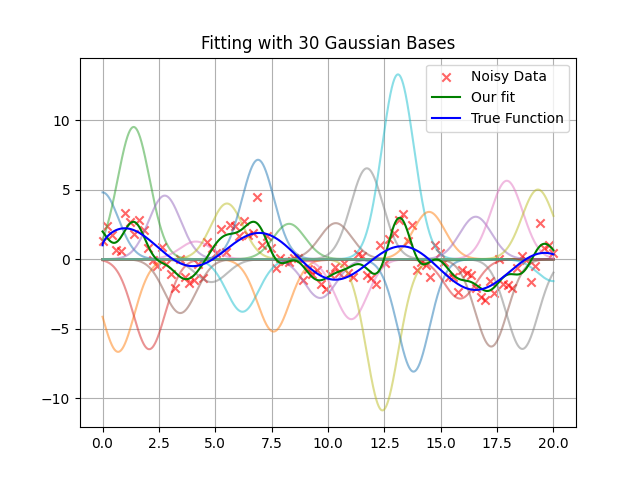 Fitting with 30 Gaussian Bases
Noisy Data
Our fit
True Function
10
5
0
−5
−10
0.0 2.5 5.0 7.5 10.0 12.5 15.0 17.5 20.0